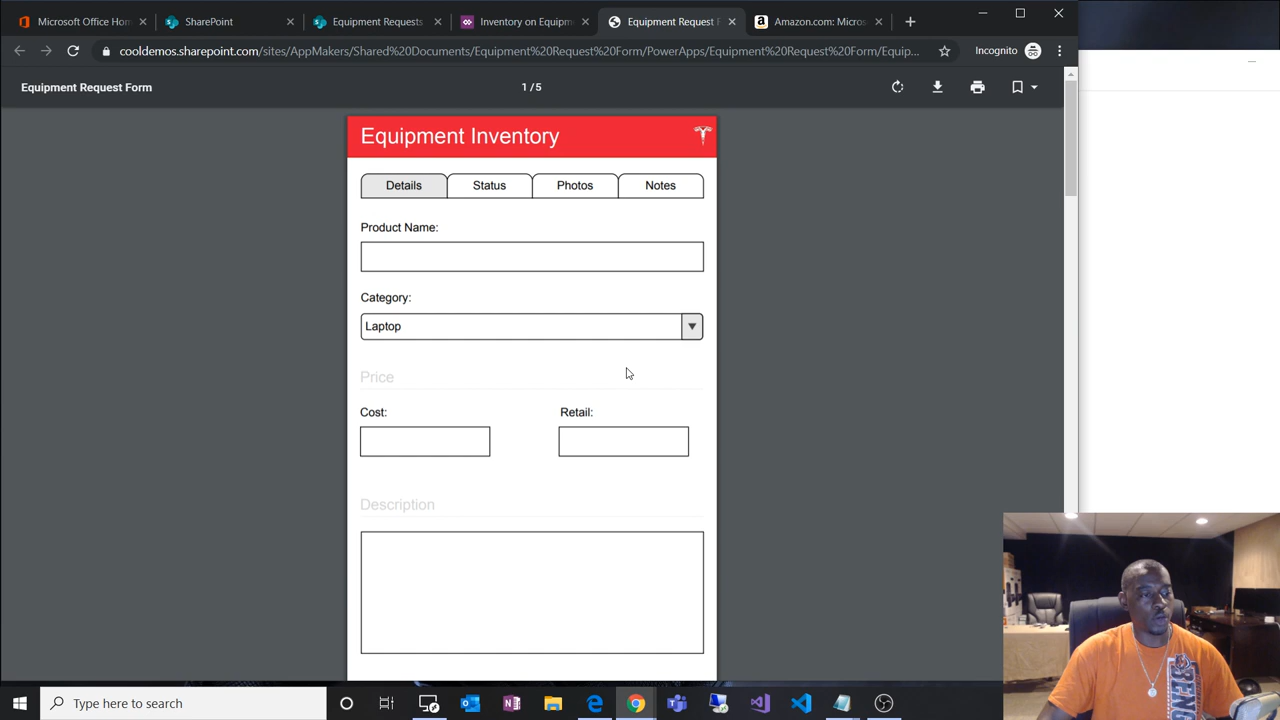 Microsoft Office Home
SharePoint
Equipment Requests
Inventory on Equipm
Equipment Request F
Amazon.com: Micros
cooldemos.sharepoint.com/sites/AppMakers/Shared%20Documents/Equipment%20Request%20Form/PowerApps/Equipment%20Request%20Form/Equip...
Incognito
Equipment Request Form
1 / 5
Equipment Inventory
Details
Status
Photos
Notes
Product Name:
Category:
Laptop
Price
Cost:
Retail:
Description
Type here to search